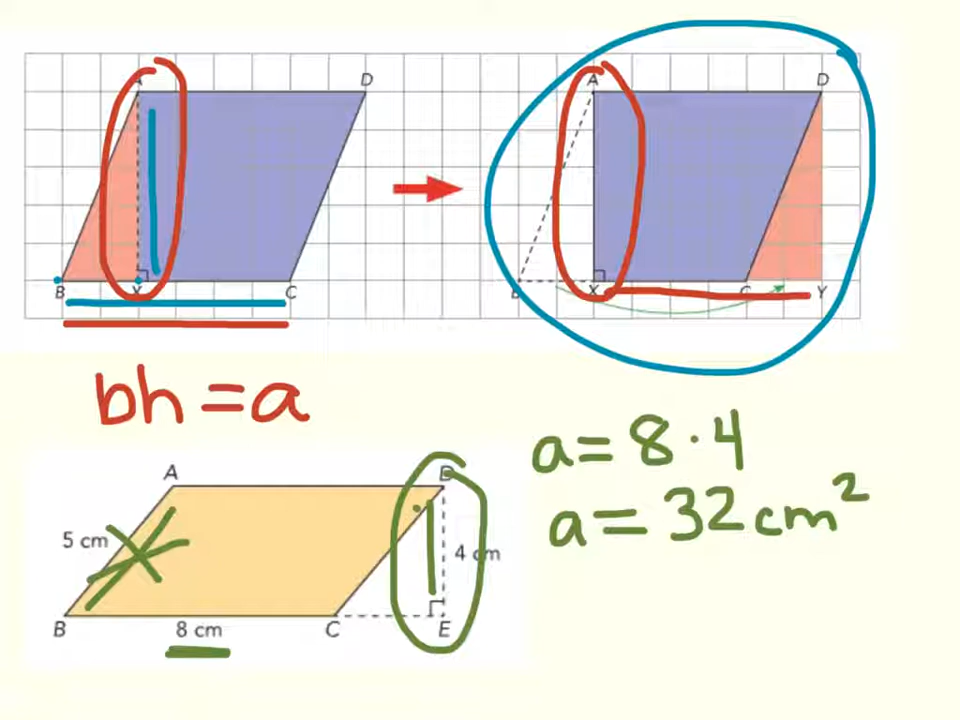 A D A D
B X C B X C Y
bh = a
a = 8 · 4
a = 32 cm²
A D
5 cm 4 cm
B 8 cm C E